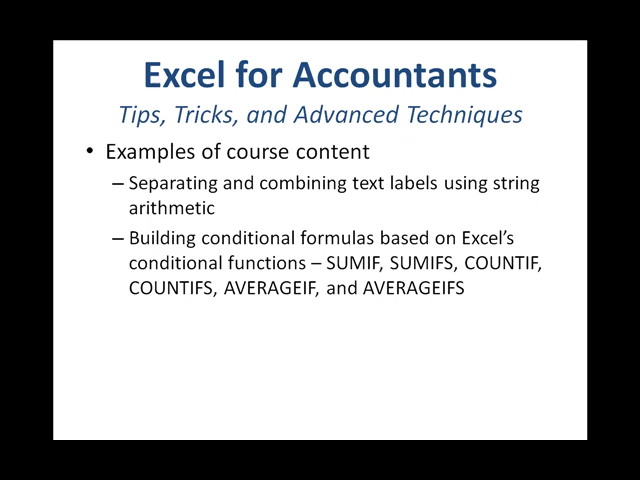 Excel for Accountants
Tips, Tricks, and Advanced Techniques
• Examples of course content
– Separating and combining text labels using string
arithmetic
– Building conditional formulas based on Excel’s
conditional functions – SUMIF, SUMIFS, COUNTIF,
COUNTIFS, AVERAGEIF, and AVERAGEIFS